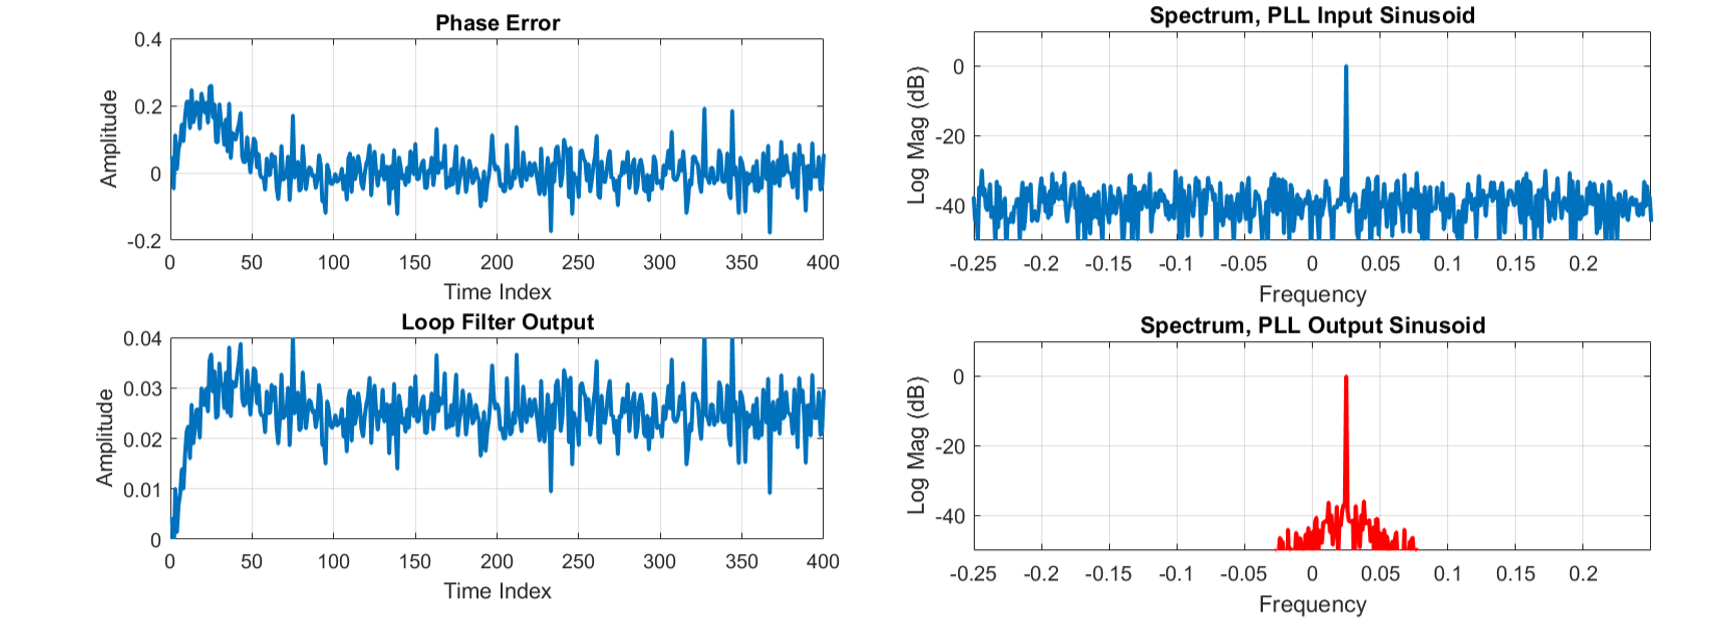 Phase Error
0.4
0.2
0
-0.2
Amplitude
0 50 100 150 200 250 300 350 400
Time Index
Loop Filter Output
0.04
0.03
0.02
0.01
0
Amplitude
0 50 100 150 200 250 300 350 400
Time Index
Spectrum, PLL Input Sinusoid
0
-20
-40
Log Mag (dB)
-0.25 -0.2 -0.15 -0.1 -0.05 0 0.05 0.1 0.15 0.2
Frequency
Spectrum, PLL Output Sinusoid
0
-20
-40
Log Mag (dB)
-0.25 -0.2 -0.15 -0.1 -0.05 0 0.05 0.1 0.15 0.2
Frequency